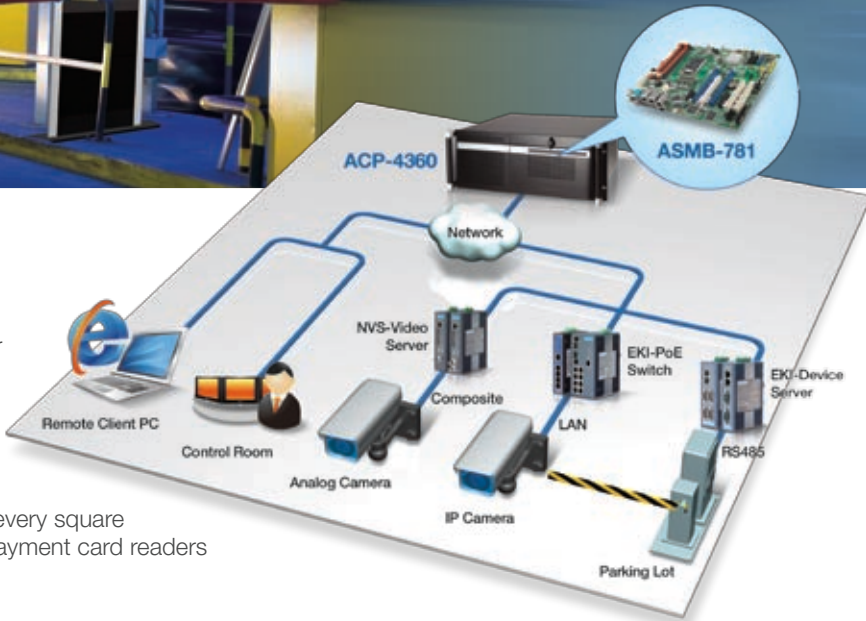 ACP-4360
ASMB-781
Network
NVS-Video
Server
EKI-PoE
Switch
EKI-Device
Server
Composite
LAN
RS485
Remote Client PC
Control Room
Analog Camera
IP Camera
Parking Lot
every square
ayment card readers